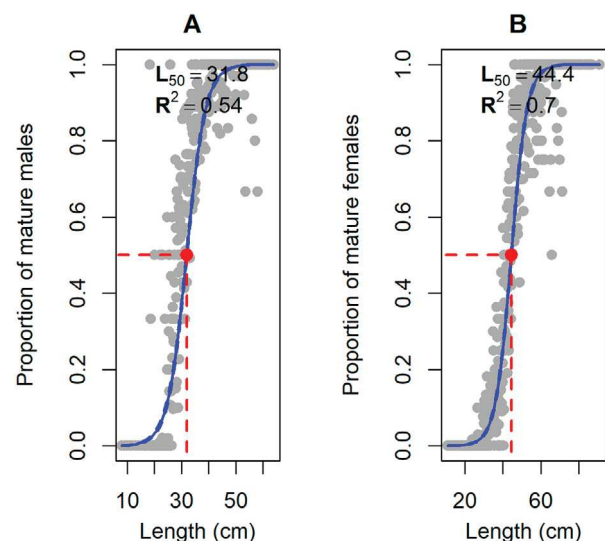 A
L50 = 31.8
R2 = 0.54
Proportion of mature males
0.0 0.2 0.4 0.6 0.8 1.0
10 30 50
Length (cm)
B
L50 = 44.4
R2 = 0.7
Proportion of mature females
0.0 0.2 0.4 0.6 0.8 1.0
20 60
Length (cm)